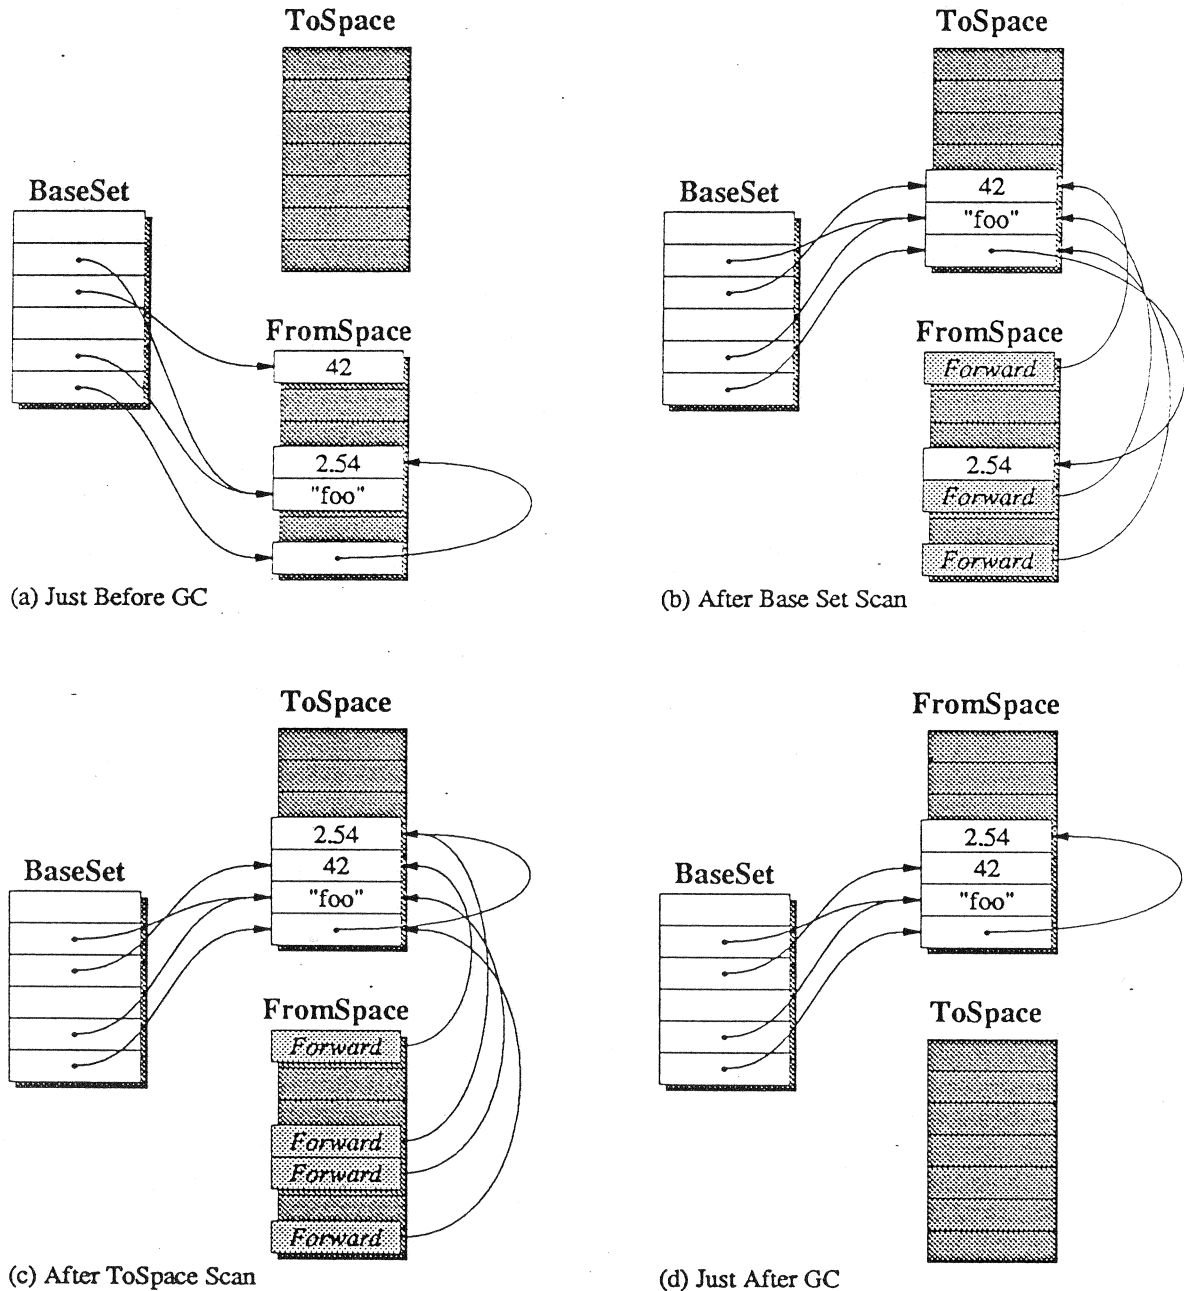 ToSpace
BaseSet
FromSpace
42
2.54
"foo"
(a) Just Before GC
ToSpace
BaseSet
42
"foo"
FromSpace
Forward
2.54
Forward
Forward
(b) After Base Set Scan
ToSpace
2.54
42
"foo"
BaseSet
FromSpace
Forward
Forward
Forward
Forward
(c) After ToSpace Scan
FromSpace
2.54
42
"foo"
BaseSet
ToSpace
(d) Just After GC